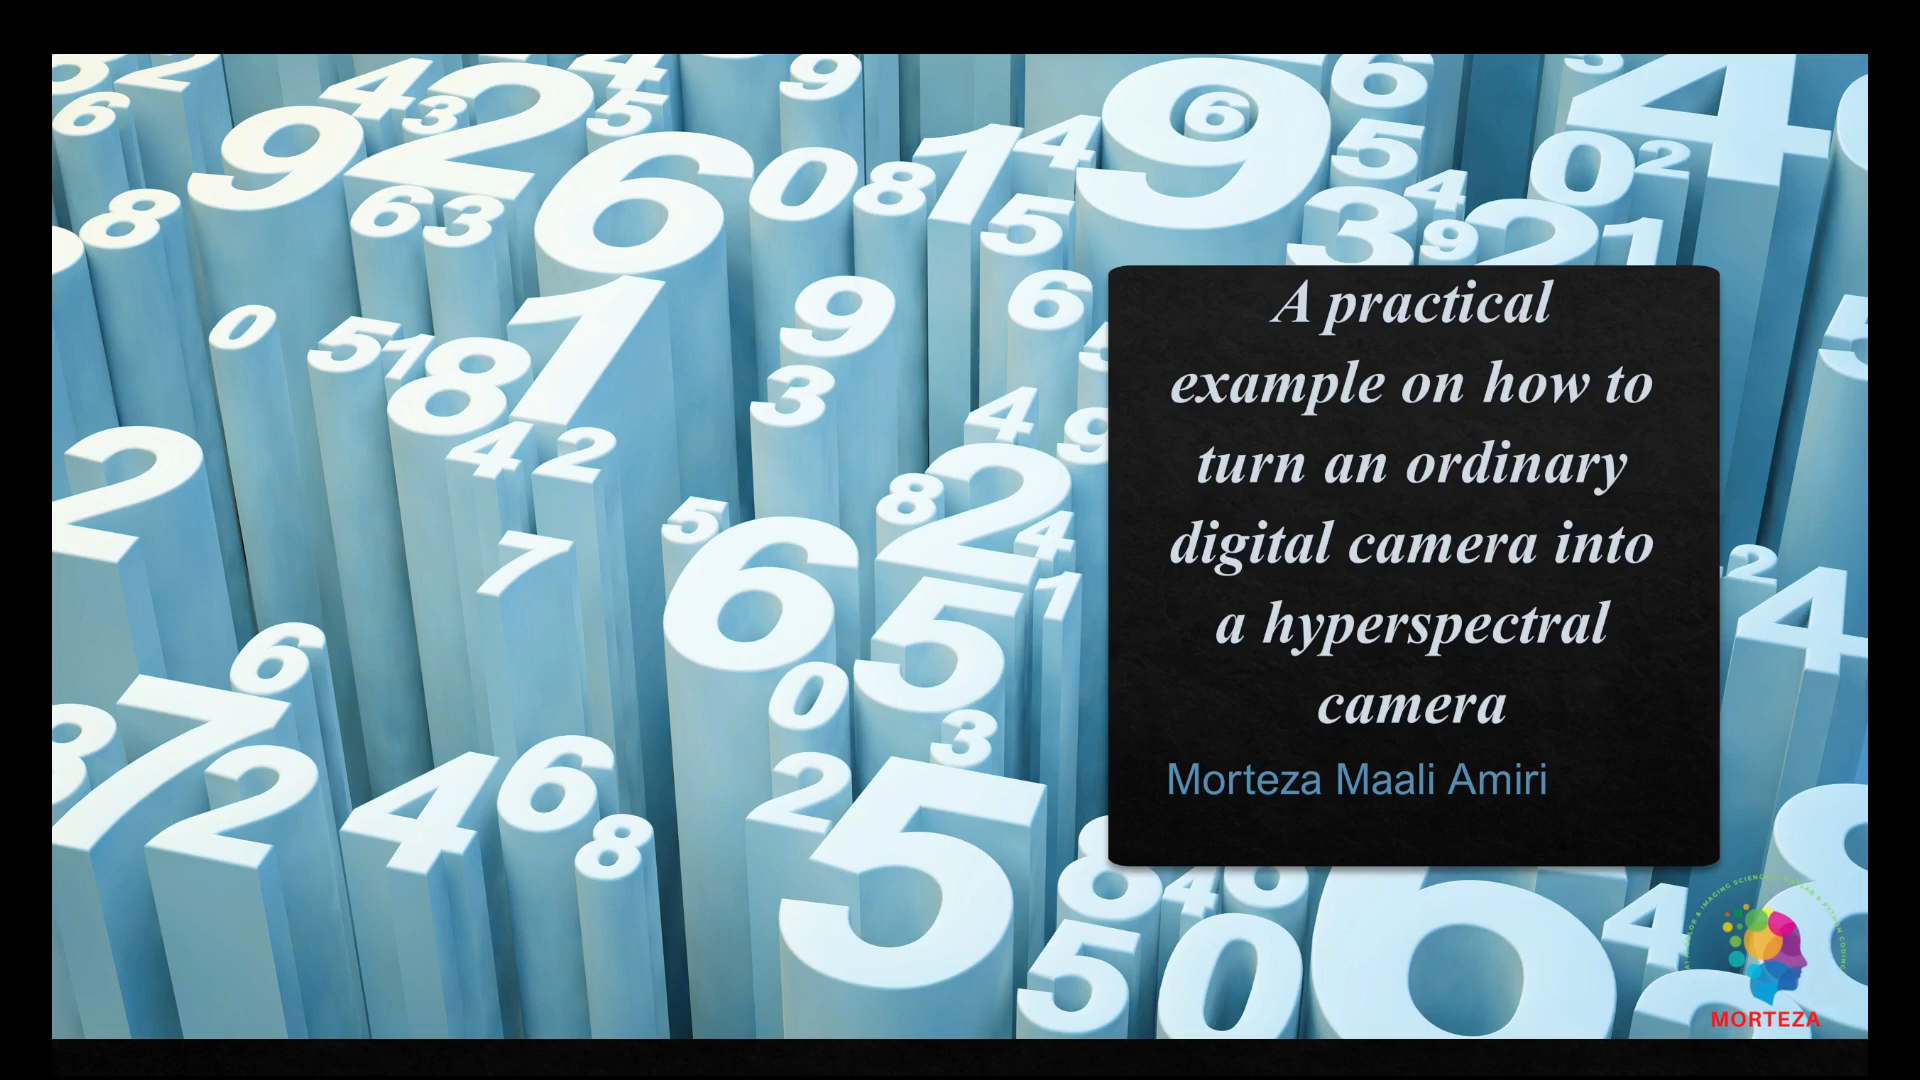 A practical
example on how to
turn an ordinary
digital camera into
a hyperspectral
camera
Morteza Maali Amiri
MORTEZA